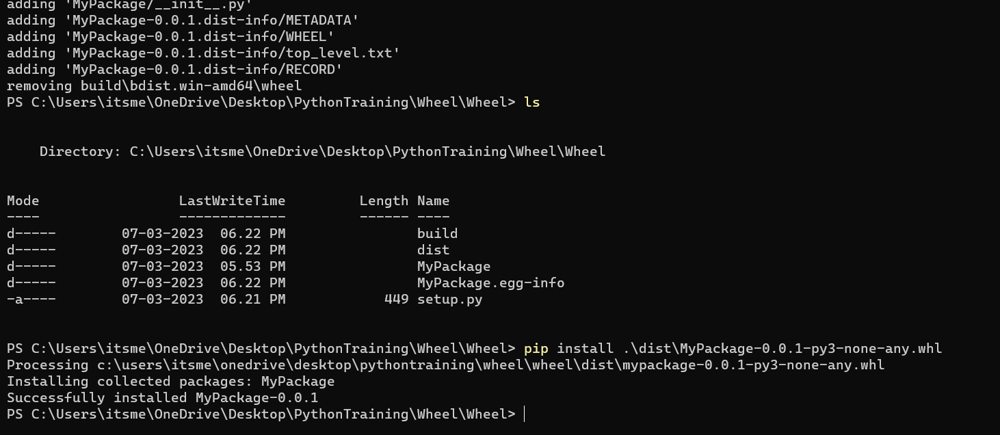 adding 'MyPackage/__init__.py'
adding 'MyPackage-0.0.1.dist-info/METADATA'
adding 'MyPackage-0.0.1.dist-info/WHEEL'
adding 'MyPackage-0.0.1.dist-info/top_level.txt'
adding 'MyPackage-0.0.1.dist-info/RECORD'
removing build\bdist.win-amd64\wheel
PS C:\Users\itsme\OneDrive\Desktop\PythonTraining\Wheel\Wheel> ls
Directory: C:\Users\itsme\OneDrive\Desktop\PythonTraining\Wheel\Wheel
Mode                 LastWriteTime         Length Name
----                 -------------         ------ ----
d-----        07-03-2023  06.22 PM                build
d-----        07-03-2023  06.22 PM                dist
d-----        07-03-2023  05.53 PM                MyPackage
d-----        07-03-2023  06.22 PM                MyPackage.egg-info
-a----        07-03-2023  06.21 PM            449 setup.py
PS C:\Users\itsme\OneDrive\Desktop\PythonTraining\Wheel\Wheel> pip install .\dist\MyPackage-0.0.1-py3-none-any.whl
Processing c:\users\itsme\onedrive\desktop\pythontraining\wheel\wheel\dist\mypackage-0.0.1-py3-none-any.whl
Installing collected packages: MyPackage
Successfully installed MyPackage-0.0.1
PS C:\Users\itsme\OneDrive\Desktop\PythonTraining\Wheel\Wheel>